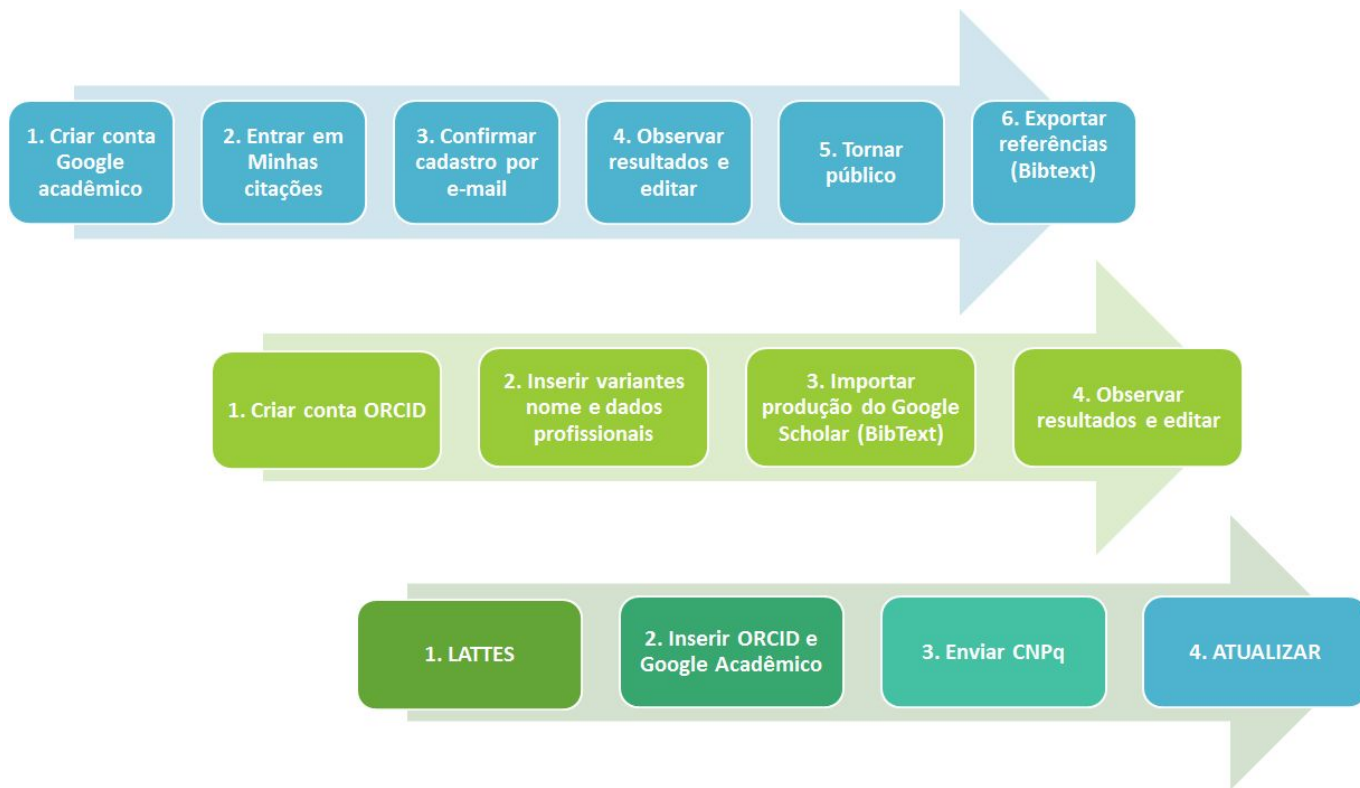 1. Criar conta
Google
acadêmico
2. Entrar em
Minhas
citações
3. Confirmar
cadastro por
e-mail
4. Observar
resultados e
editar
5. Tornar
público
6. Exportar
referências
(Bibtext)
1. Criar conta ORCID
2. Inserir variantes
nome e dados
profissionais
3. Importar
produção do Google
Scholar (BibText)
4. Observar
resultados e editar
1. LATTES
2. Inserir ORCID e
Google Acadêmico
3. Enviar CNPq
4. ATUALIZAR